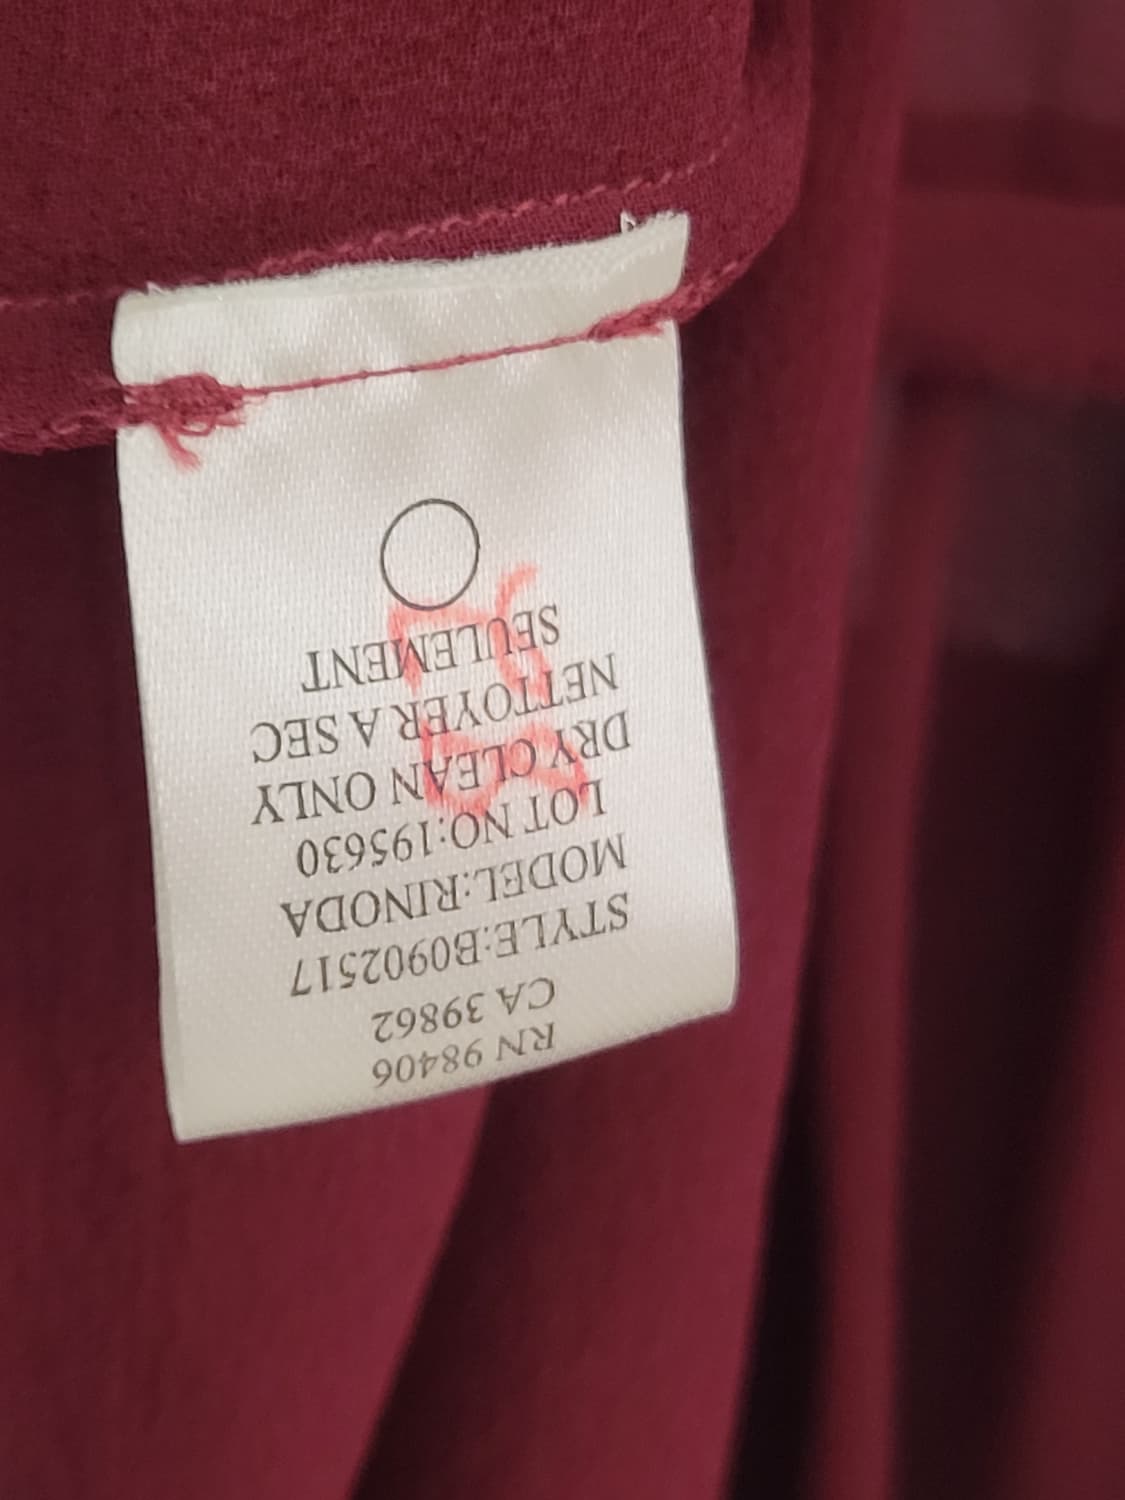 RN 98406
CA 39862
STYLE:B0902517
MODEL:RINODA
LOT NO:195630
DRY CLEAN ONLY
NETTOYER A SEC
SEULEMENT